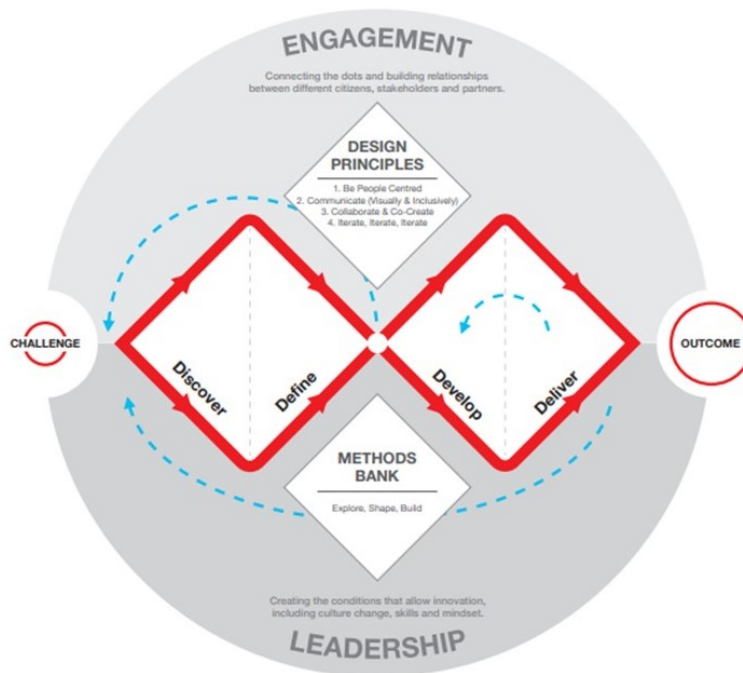 ENGAGEMENT
Connecting the dots and building relationships
between different citizens, stakeholders and partners.
DESIGN
PRINCIPLES
1. Be People Centred
2. Communicate (Visually & Inclusively)
3. Collaborate & Co-Create
4. Iterate, Iterate, Iterate
CHALLENGE
OUTCOME
Discover
Define
Develop
Deliver
METHODS
BANK
Explore, Shape, Build
Creating the conditions that allow innovation,
including culture change, skills and mindset.
LEADERSHIP